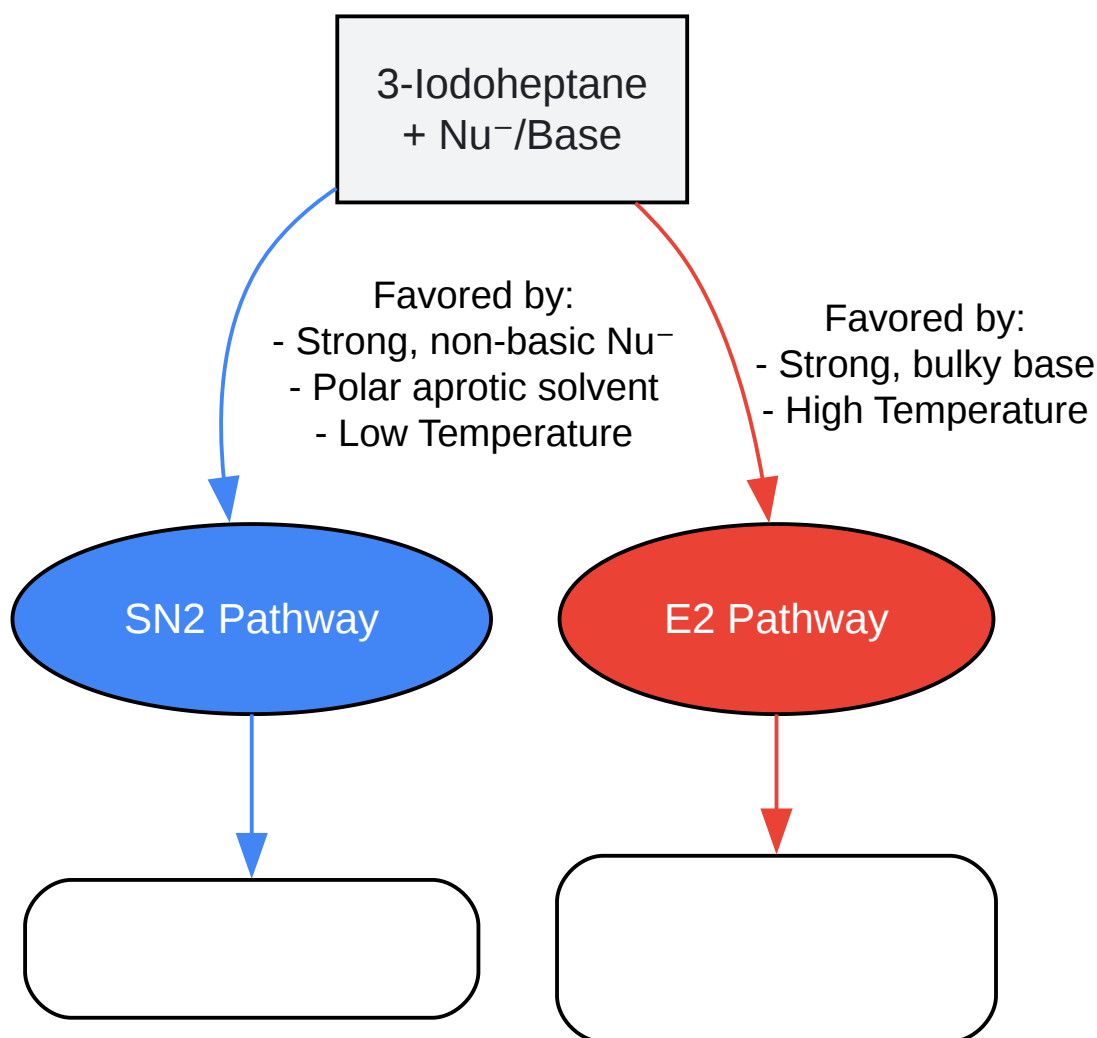 3-Iodoheptane
+ Nu⁻/Base
Favored by:
- Strong, non-basic Nu⁻
- Polar aprotic solvent
- Low Temperature
Favored by:
- Strong, bulky base
- High Temperature
SN2 Pathway
E2 Pathway